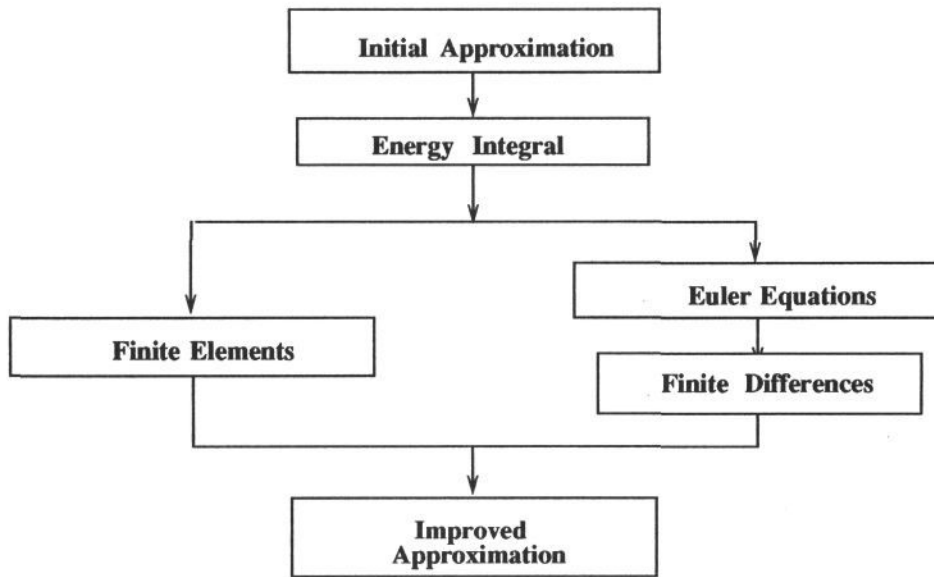 Initial Approximation
Energy Integral
Euler Equations
Finite Elements
Finite Differences
Improved
Approximation